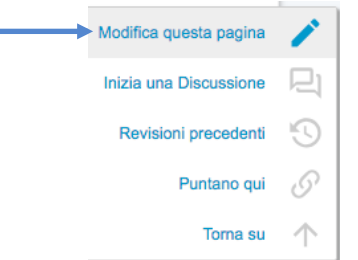 Modifica questa pagina
Inizia una Discussione
Revisioni precedenti
Puntano qui
Torna su